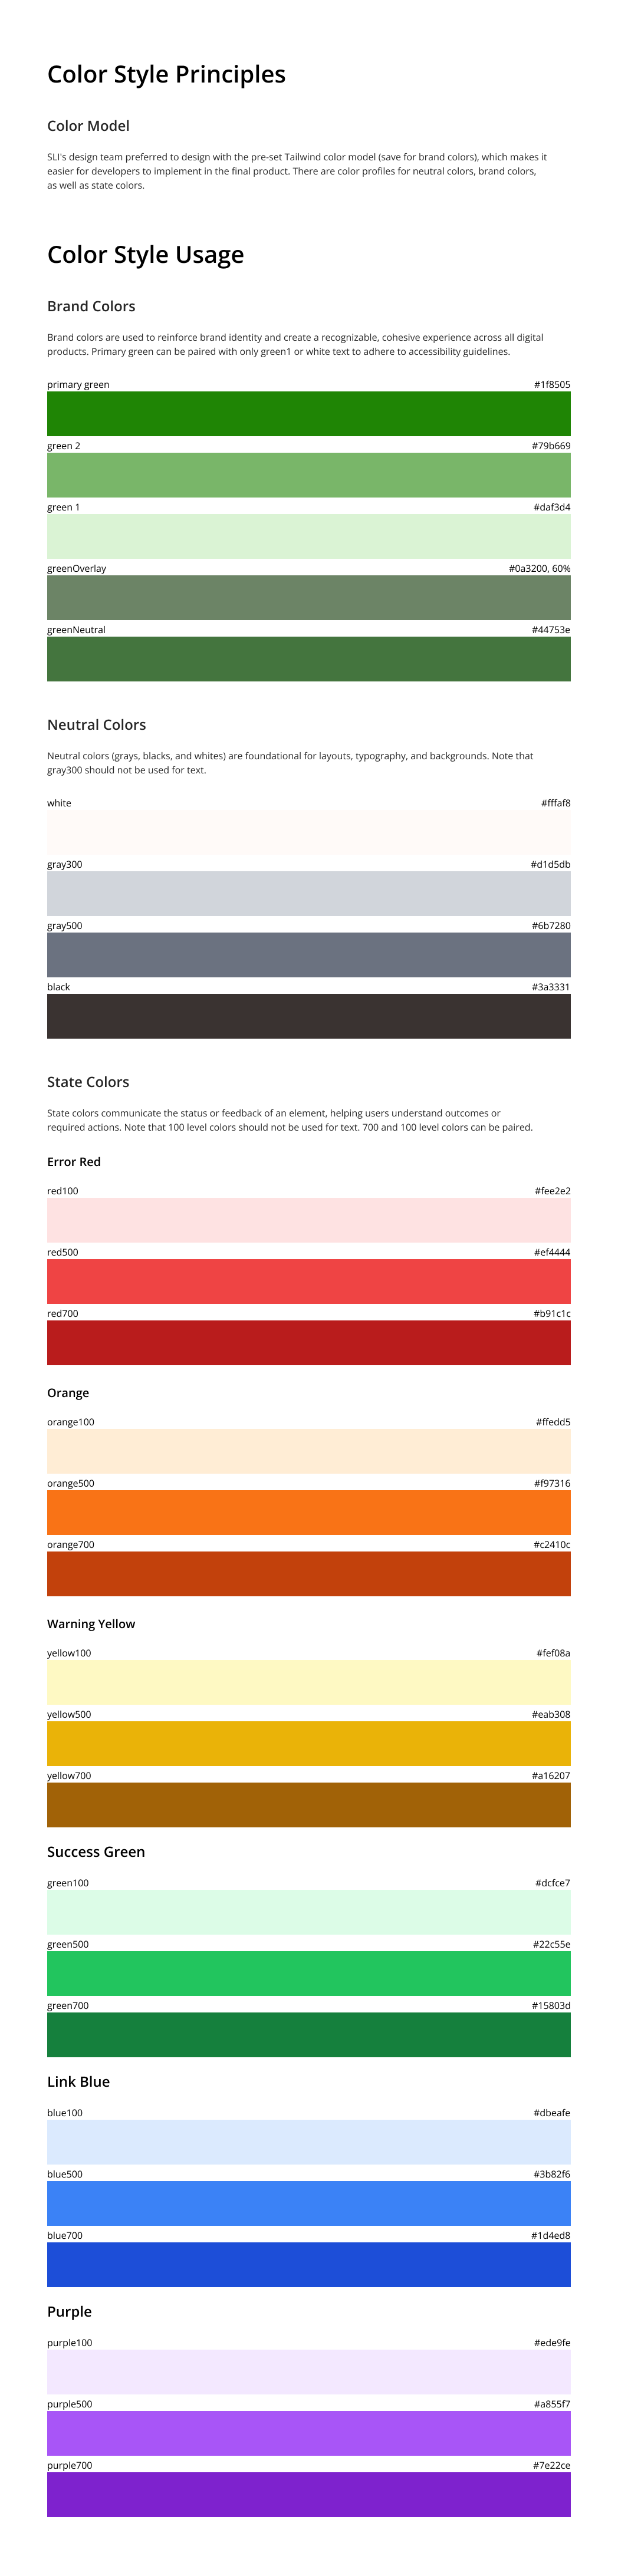 Color Style Principles
Color Model
SLI's design team preferred to design with the pre-set Tailwind color model (save for brand colors), which makes it
easier for developers to implement in the final product. There are color profiles for neutral colors, brand colors,
as well as state colors.
Color Style Usage
Brand Colors
Brand colors are used to reinforce brand identity and create a recognizable, cohesive experience across all digital
products. Primary green can be paired with only green1 or white text to adhere to accessibility guidelines.
primary green #1f8505
green 2 #79b669
green 1 #daf3d4
greenOverlay #0a3200, 60%
greenNeutral #44753e
Neutral Colors
Neutral colors (grays, blacks, and whites) are foundational for layouts, typography, and backgrounds. Note that
gray300 should not be used for text.
white #fffaf8
gray300 #d1d5db
gray500 #6b7280
black #3a3331
State Colors
State colors communicate the status or feedback of an element, helping users understand outcomes or
required actions. Note that 100 level colors should not be used for text. 700 and 100 level colors can be paired.
Error Red
red100 #fee2e2
red500 #ef4444
red700 #b91c1c
Orange
orange100 #ffedd5
orange500 #f97316
orange700 #c2410c
Warning Yellow
yellow100 #fef08a
yellow500 #eab308
yellow700 #a16207
Success Green
green100 #dcfce7
green500 #22c55e
green700 #15803d
Link Blue
blue100 #dbeafe
blue500 #3b82f6
blue700 #1d4ed8
Purple
purple100 #ede9fe
purple500 #a855f7
purple700 #7e22ce